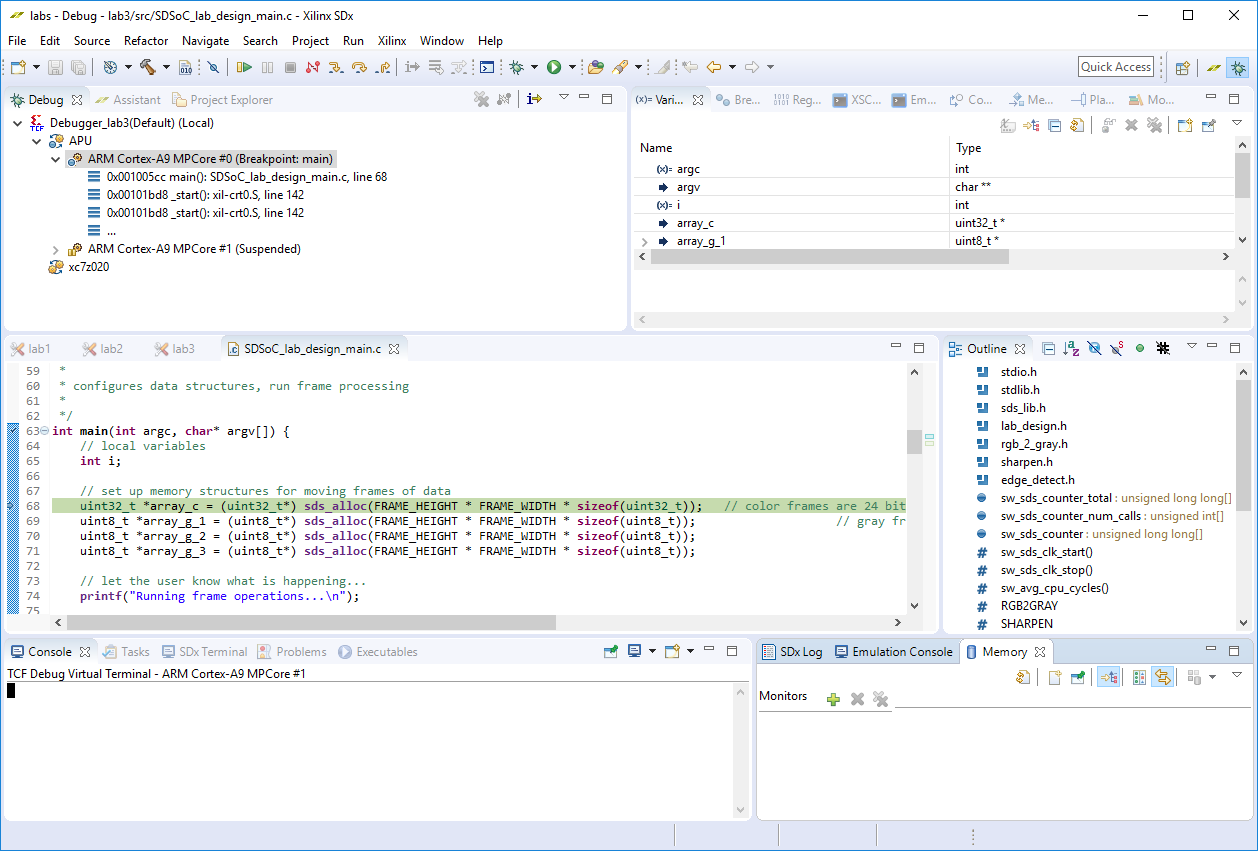 labs - Debug - lab3/src/SDSoC_lab_design_main.c - Xilinx SDx
File Edit Source Refactor Navigate Search Project Run Xilinx Window Help
010
Quick Access
Debug Assistant Project Explorer
TCF Debugger_lab3(Default) (Local)
APU
ARM Cortex-A9 MPCore #0 (Breakpoint: main)
0x001005cc main(): SDSoC_lab_design_main.c, line 68
0x00101bd8 _start(): xil-crt0.S, line 142
0x00101bd8 _start(): xil-crt0.S, line 142
...
ARM Cortex-A9 MPCore #1 (Suspended)
xc7z020
(x)= Vari... Bre... Reg... XSC... Em... Co... Me... Pla... Mo...
Name Type
(x)= argc int
argv char **
(x)= i int
array_c uint32_t *
array_g_1 uint8_t *
lab1 lab2 lab3 SDSoC_lab_design_main.c
59 *
60 * configures data structures, run frame processing
61 *
62 */
63 int main(int argc, char* argv[]) {
64 // local variables
65 int i;
66
67 // set up memory structures for moving frames of data
68 uint32_t *array_c = (uint32_t*) sds_alloc(FRAME_HEIGHT * FRAME_WIDTH * sizeof(uint32_t)); // color frames are 24 bit
69 uint8_t *array_g_1 = (uint8_t*) sds_alloc(FRAME_HEIGHT * FRAME_WIDTH * sizeof(uint8_t)); // gray fr
70 uint8_t *array_g_2 = (uint8_t*) sds_alloc(FRAME_HEIGHT * FRAME_WIDTH * sizeof(uint8_t));
71 uint8_t *array_g_3 = (uint8_t*) sds_alloc(FRAME_HEIGHT * FRAME_WIDTH * sizeof(uint8_t));
72
73 // let the user know what is happening...
74 printf("Running frame operations...\n");
75
Outline
stdio.h
stdlib.h
sds_lib.h
lab_design.h
rgb_2_gray.h
sharpen.h
edge_detect.h
sw_sds_counter_total : unsigned long long[]
sw_sds_counter_num_calls : unsigned int[]
sw_sds_counter : unsigned long long[]
# sw_sds_clk_start()
# sw_sds_clk_stop()
# sw_avg_cpu_cycles()
# RGB2GRAY
# SHARPEN
Console Tasks SDx Terminal Problems Executables
TCF Debug Virtual Terminal - ARM Cortex-A9 MPCore #1
SDx Log Emulation Console Memory
Monitors